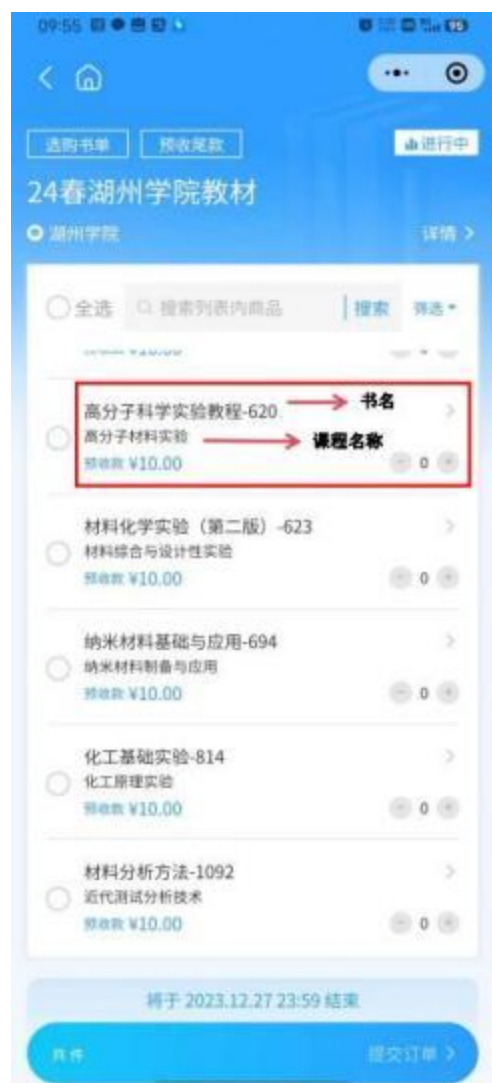 09:55
选购书单 预收尾款 进行中
24春湖州学院教材
湖州学院 详情 >
全选 搜索列表内商品 搜索 筛选
高分子科学实验教程-620 书名
高分子材料实验 课程名称
预收款 ¥10.00 0
材料化学实验（第二版）-623
材料综合与设计性实验
预收款 ¥10.00 0
纳米材料基础与应用-694
纳米材料制备与应用
预收款 ¥10.00 0
化工基础实验-814
化工原理实验
预收款 ¥10.00 0
材料分析方法-1092
近代测试分析技术
预收款 ¥10.00 0
将于 2023.12.27 23:59 结束
共 件 提交订单 >